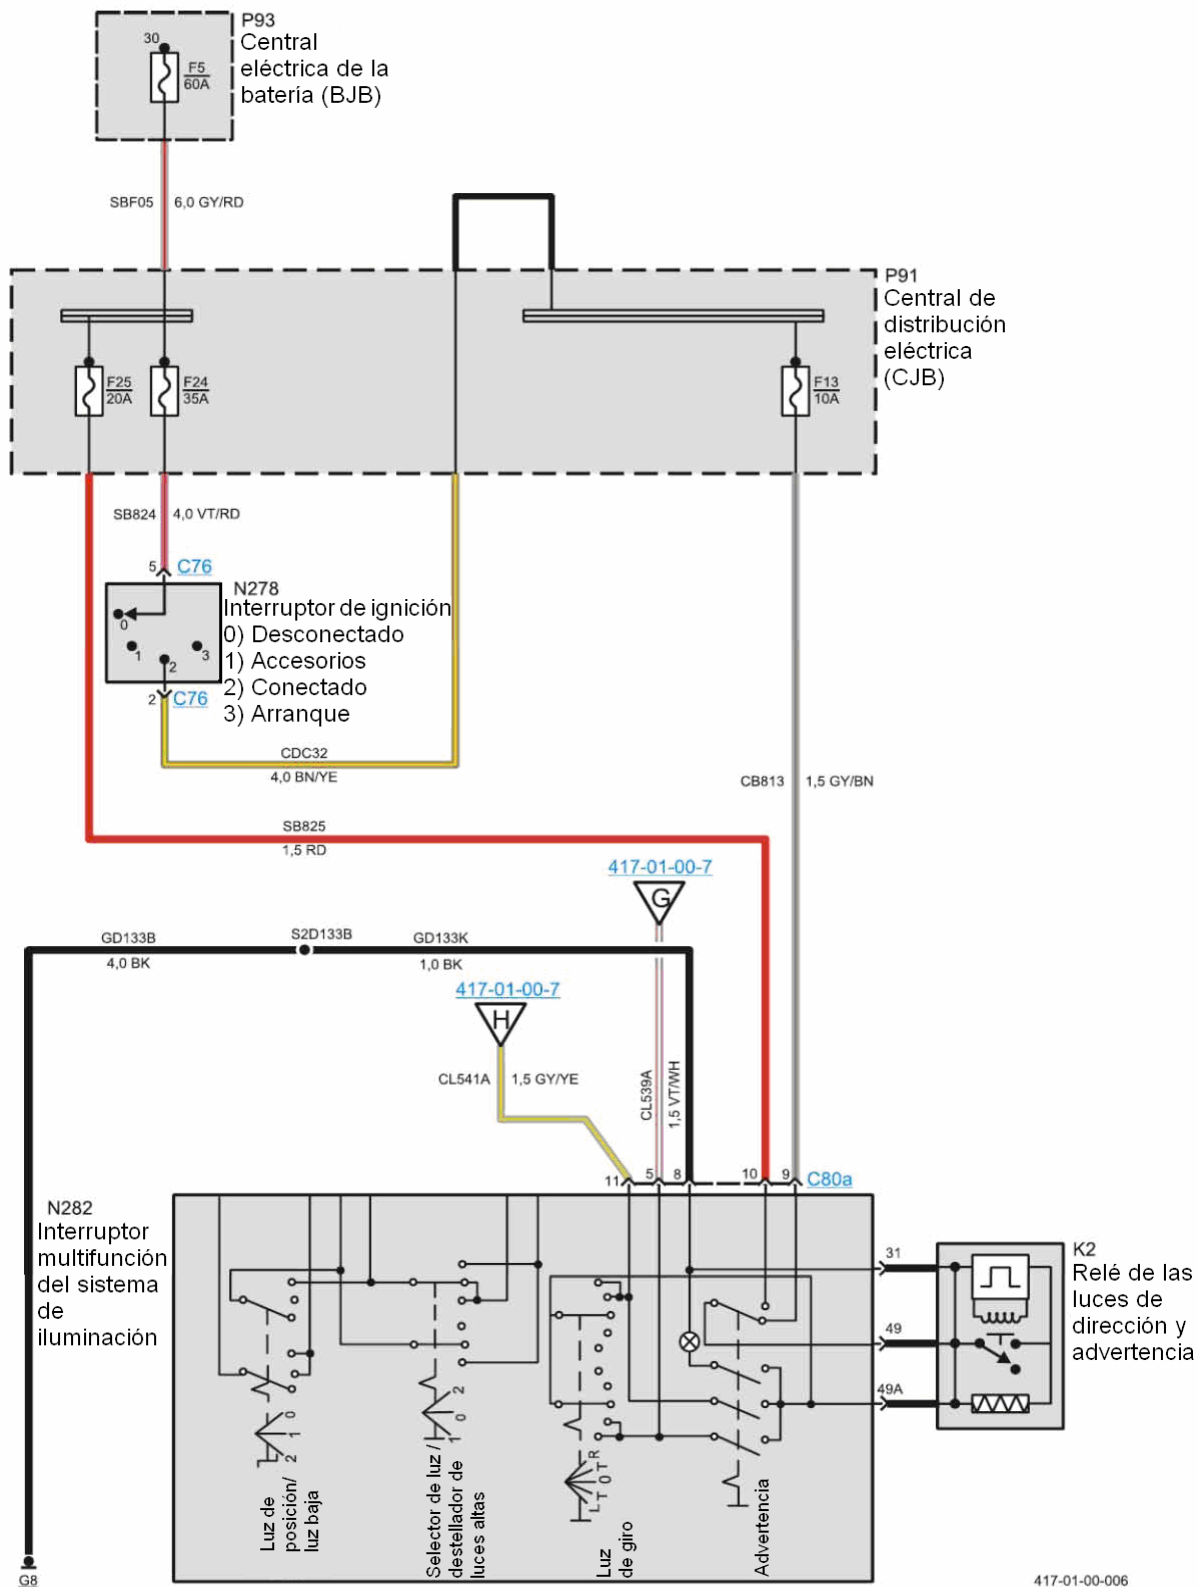 P93
Central
eléctrica de la
batería (BJB)
30
F5
60A
SBF05
6,0 GY/RD
P91
Central de
distribución
eléctrica
(CJB)
F25
20A
F24
35A
F13
10A
SB824
4,0 VT/RD
5
C76
N278
Interruptor de ignición
0) Desconectado
1) Accesorios
2) Conectado
3) Arranque
0
1
2
3
2
C76
CDC32
4,0 BN/YE
CB813
1,5 GY/BN
SB825
1,5 RD
417-01-00-7
G
GD133B
4,0 BK
S2D133B
GD133K
1,0 BK
417-01-00-7
H
CL541A
1,5 GY/YE
CL539A
1,5 VT/WH
11
5
8
10
9
C80a
N282
Interruptor
multifunción
del sistema
de
iluminación
31
49
49A
K2
Relé de las
luces de
dirección y
advertencia
0
1
2
2
0
1
R
T
0
T
L
Luz de
posición/
luz baja
Selector de luz /
destellador de
luces altas
Luz
de giro
Advertencia
G8
417-01-00-006